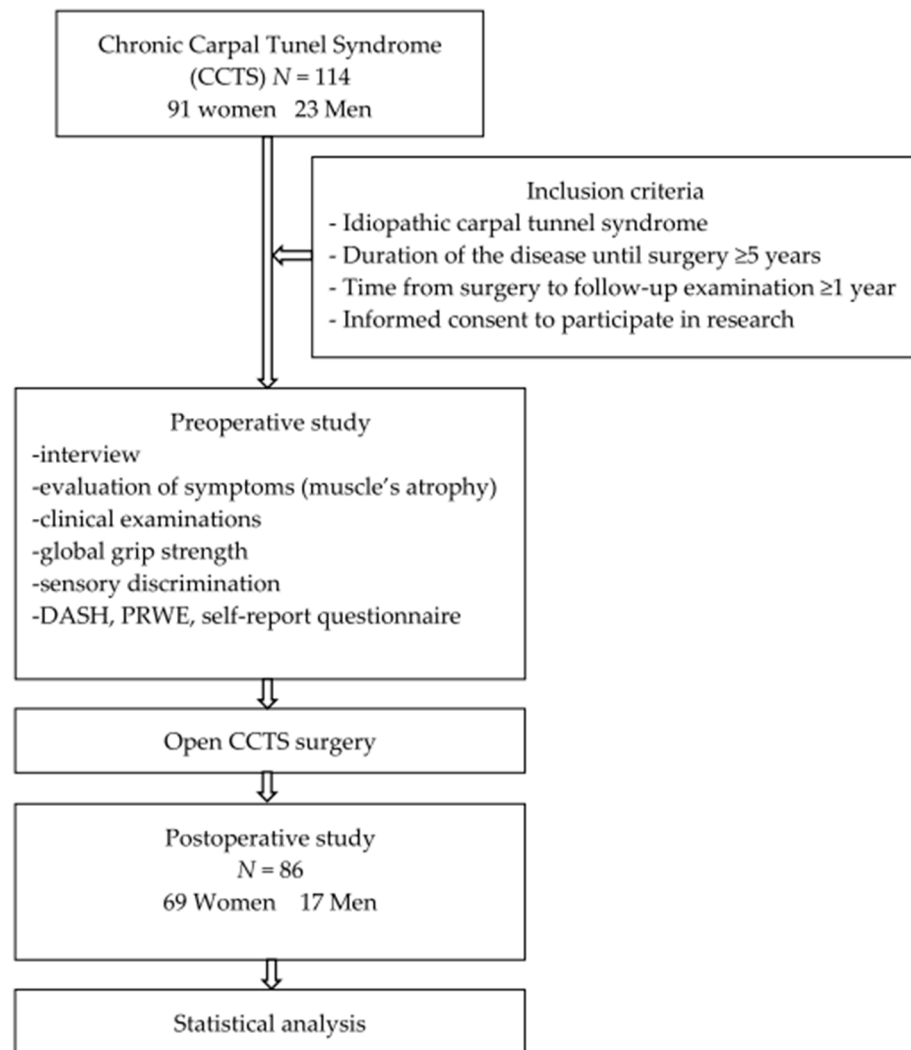 Chronic Carpal Tunel Syndrome
(CCTS) N = 114
91 women 23 Men
Inclusion criteria
- Idiopathic carpal tunnel syndrome
- Duration of the disease until surgery ≥5 years
- Time from surgery to follow-up examination ≥1 year
- Informed consent to participate in research
Preoperative study
-interview
-evaluation of symptoms (muscle's atrophy)
-clinical examinations
-global grip strength
-sensory discrimination
-DASH, PRWE, self-report questionnaire
Open CCTS surgery
Postoperative study
N = 86
69 Women 17 Men
Statistical analysis